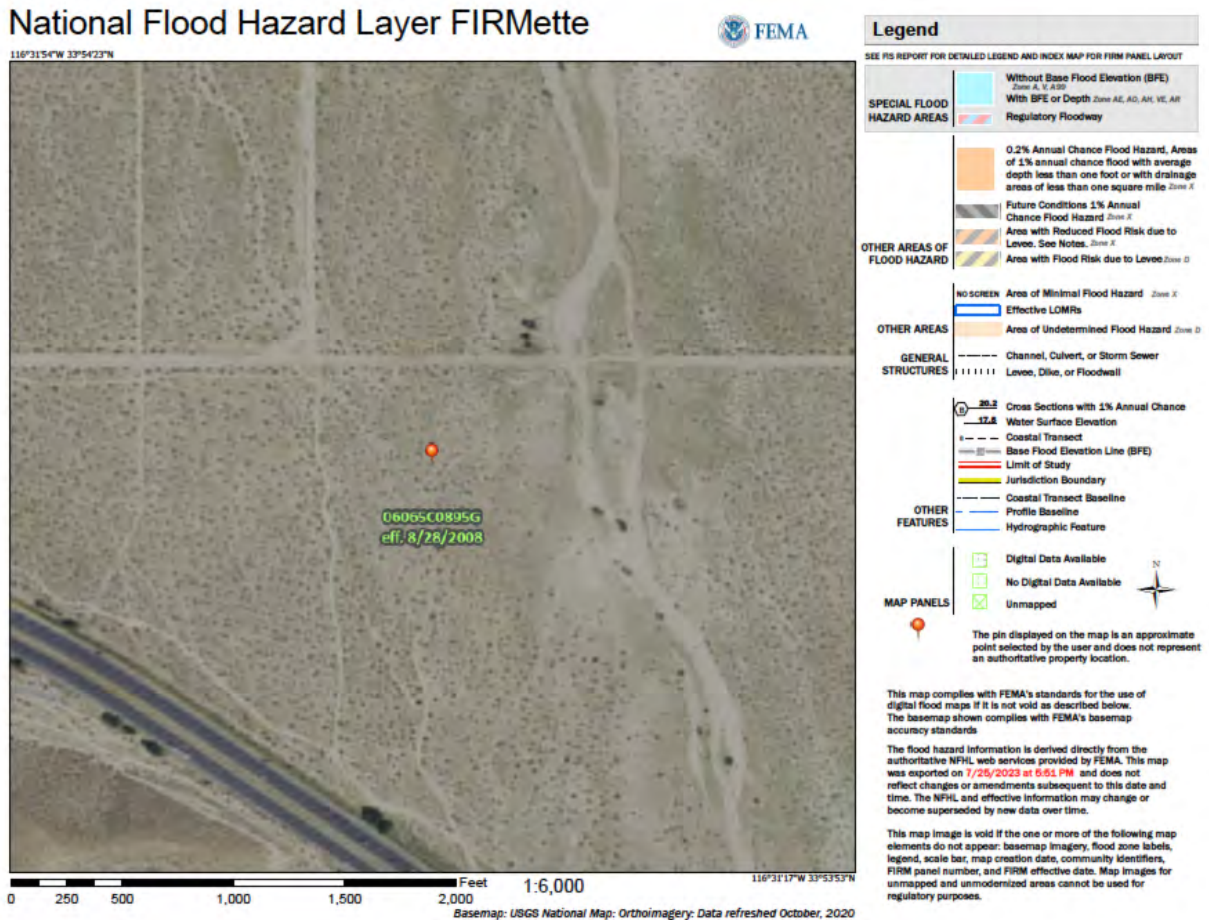 National Flood Hazard Layer FIRMette
FEMA
116°31'54"W 33°54'23"N
06065C0895G
eff. 8/28/2008
116°31'17"W 33°53'53"N
0 250 500 1,000 1,500 2,000
Feet
1:6,000
Basemap: USGS National Map: Orthoimagery: Data refreshed October, 2020
Legend
SEE FIS REPORT FOR DETAILED LEGEND AND INDEX MAP FOR FIRM PANEL LAYOUT
SPECIAL FLOOD
HAZARD AREAS
Without Base Flood Elevation (BFE)
Zone A, V, A99
With BFE or Depth Zone AE, AO, AH, VE, AR
Regulatory Floodway
0.2% Annual Chance Flood Hazard, Areas
of 1% annual chance flood with average
depth less than one foot or with drainage
areas of less than one square mile Zone X
Future Conditions 1% Annual
Chance Flood Hazard Zone X
Area with Reduced Flood Risk due to
Levee. See Notes. Zone X
Area with Flood Risk due to Levee Zone D
OTHER AREAS OF
FLOOD HAZARD
NO SCREEN Area of Minimal Flood Hazard Zone X
Effective LOMRs
OTHER AREAS
Area of Undetermined Flood Hazard Zone D
GENERAL
STRUCTURES
Channel, Culvert, or Storm Sewer
Levee, Dike, or Floodwall
B 20.2 Cross Sections with 1% Annual Chance
17.5 Water Surface Elevation
8 Coastal Transect
Base Flood Elevation Line (BFE)
Limit of Study
Jurisdiction Boundary
Coastal Transect Baseline
OTHER
FEATURES
Profile Baseline
Hydrographic Feature
Digital Data Available
No Digital Data Available
Unmapped
MAP PANELS
N
The pin displayed on the map is an approximate
point selected by the user and does not represent
an authoritative property location.
This map complies with FEMA's standards for the use of
digital flood maps if it is not void as described below.
The basemap shown complies with FEMA's basemap
accuracy standards
The flood hazard information is derived directly from the
authoritative NFHL web services provided by FEMA. This map
was exported on 7/25/2023 at 5:51 PM and does not
reflect changes or amendments subsequent to this date and
time. The NFHL and effective information may change or
become superseded by new data over time.
This map image is void if the one or more of the following map
elements do not appear: basemap imagery, flood zone labels,
legend, scale bar, map creation date, community identifiers,
FIRM panel number, and FIRM effective date. Map images for
unmapped and unmodernized areas cannot be used for
regulatory purposes.